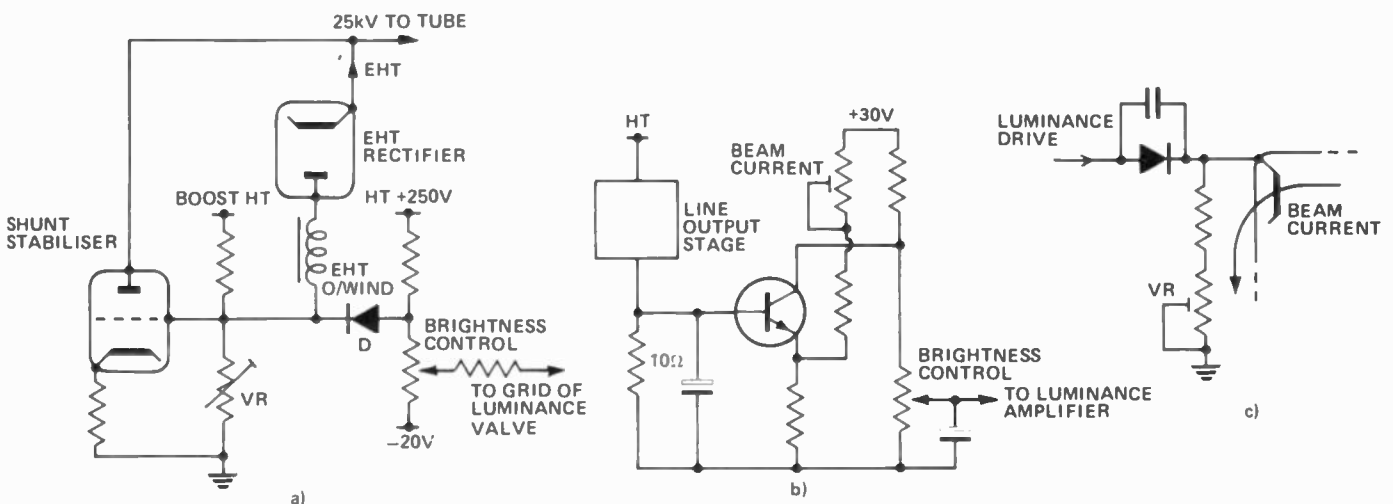 25kV TO TUBE
EHT
EHT
RECTIFIER
BOOST HT
HT +250V
SHUNT
STABILISER
EHT
O/WIND
D
BRIGHTNESS
CONTROL
VR
TO GRID OF
LUMINANCE
VALVE
−20V
a)
HT
+30V
BEAM
CURRENT
LINE
OUTPUT
STAGE
10Ω
BRIGHTNESS
CONTROL
TO LUMINANCE
AMPLIFIER
b)
LUMINANCE
DRIVE
BEAM
CURRENT
VR
c)